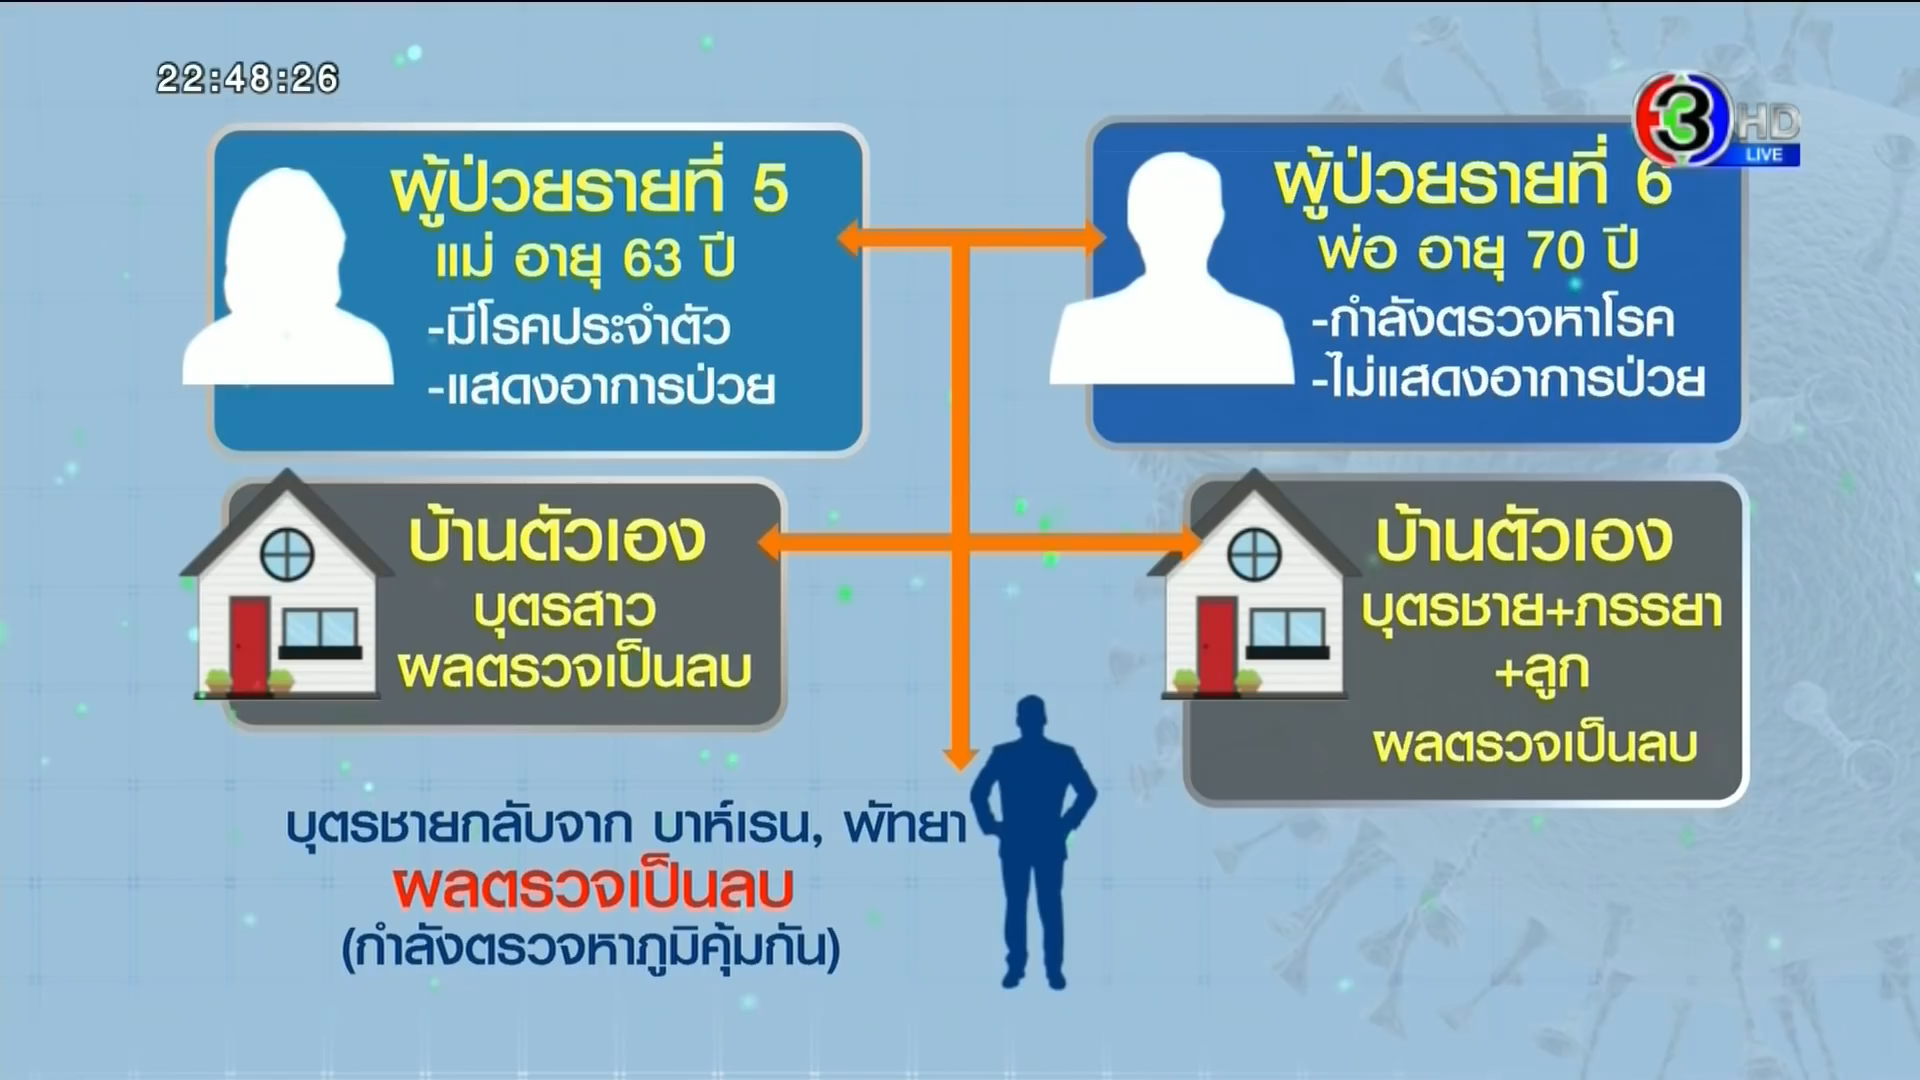 22:48:26
3 HD
LIVE
ผู้ป่วยรายที่ 5
แม่ อายุ 63 ปี
-มีโรคประจำตัว
-แสดงอาการป่วย
ผู้ป่วยรายที่ 6
พ่อ อายุ 70 ปี
-กำลังตรวจหาโรค
-ไม่แสดงอาการป่วย
บ้านตัวเอง
บุตรสาว
ผลตรวจเป็นลบ
บ้านตัวเอง
บุตรชาย+ภรรยา
+ลูก
ผลตรวจเป็นลบ
บุตรชายกลับจาก บาห์เรน, พัทยา
ผลตรวจเป็นลบ
(กำลังตรวจหาภูมิคุ้มกัน)